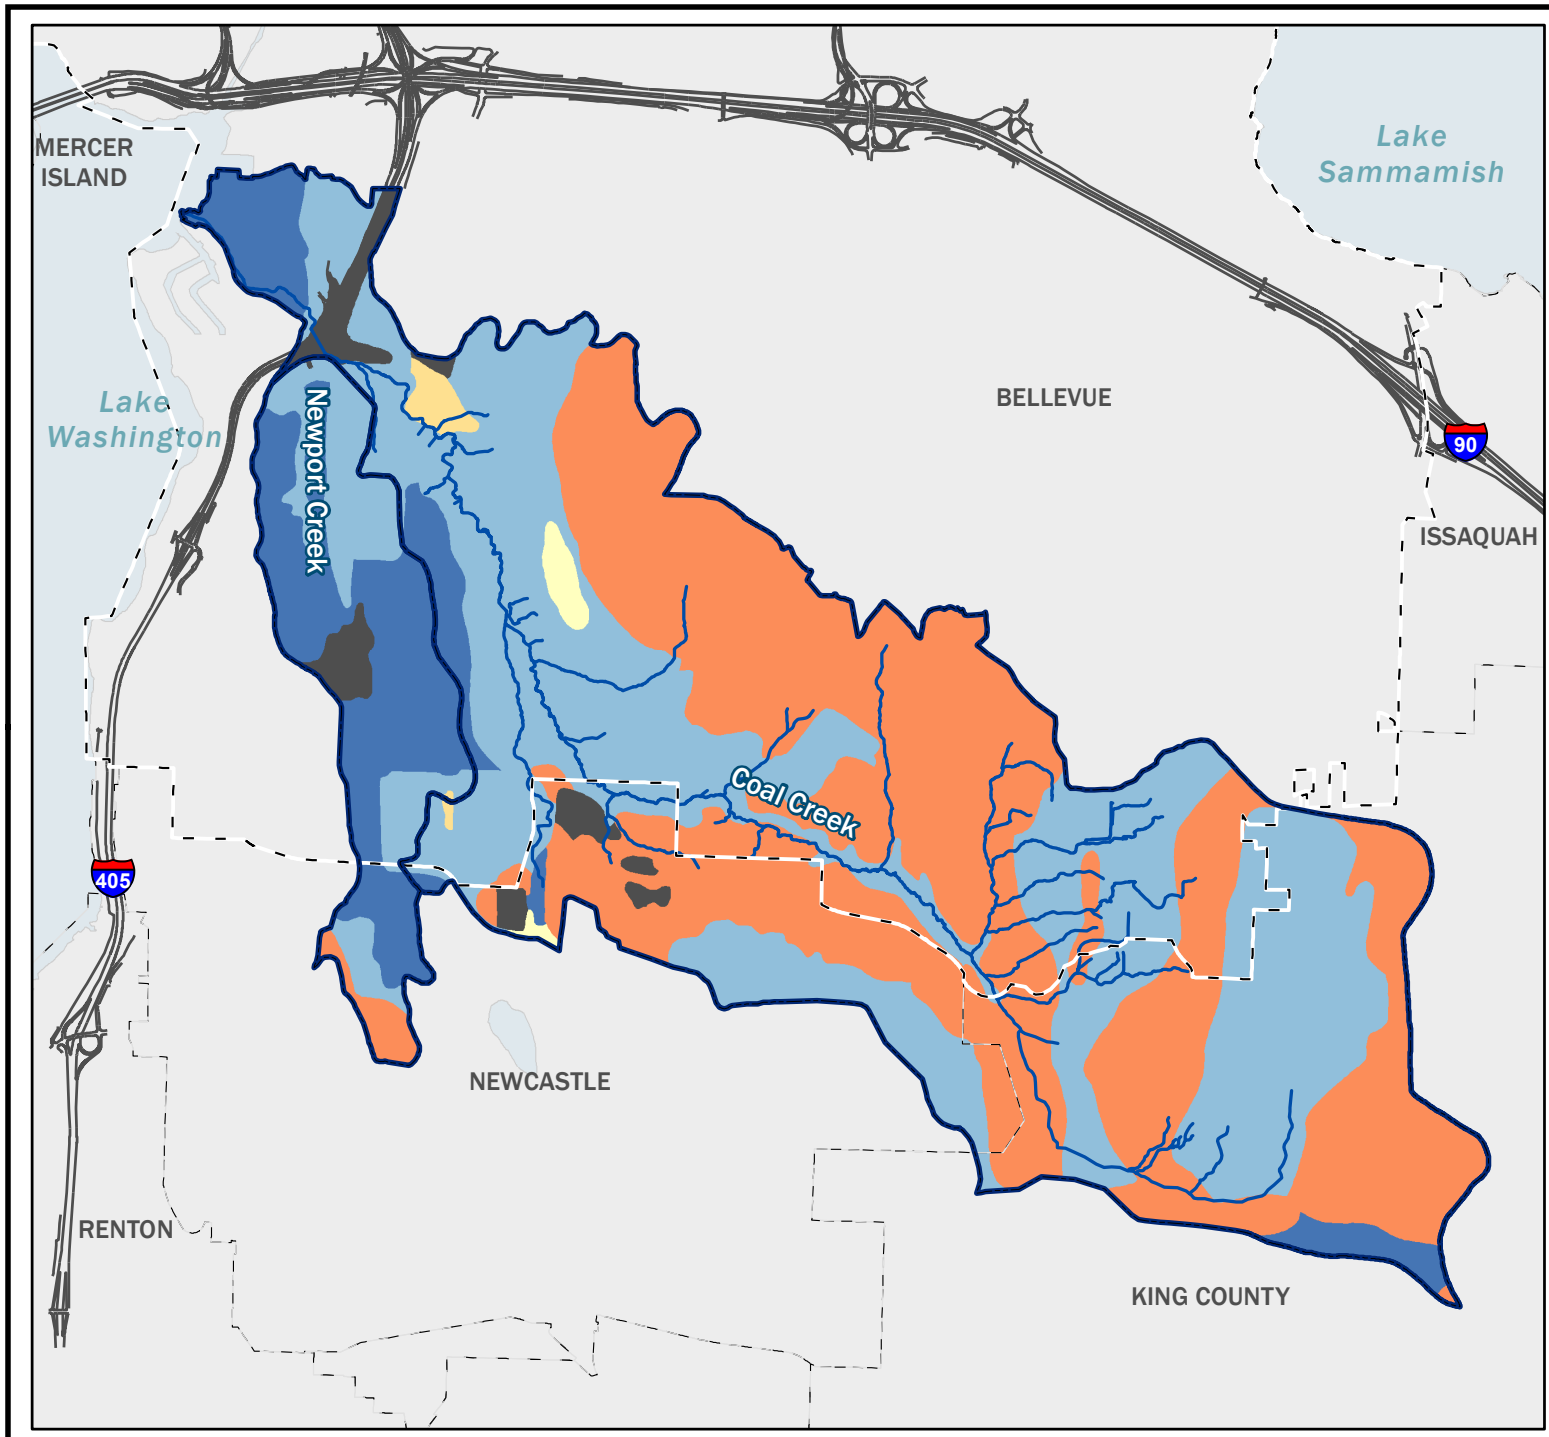 MERCER
ISLAND
Lake
Sammamish
Lake
Washington
Newport Creek
BELLEVUE
90
ISSAQUAH
Coal Creek
405
NEWCASTLE
RENTON
KING COUNTY